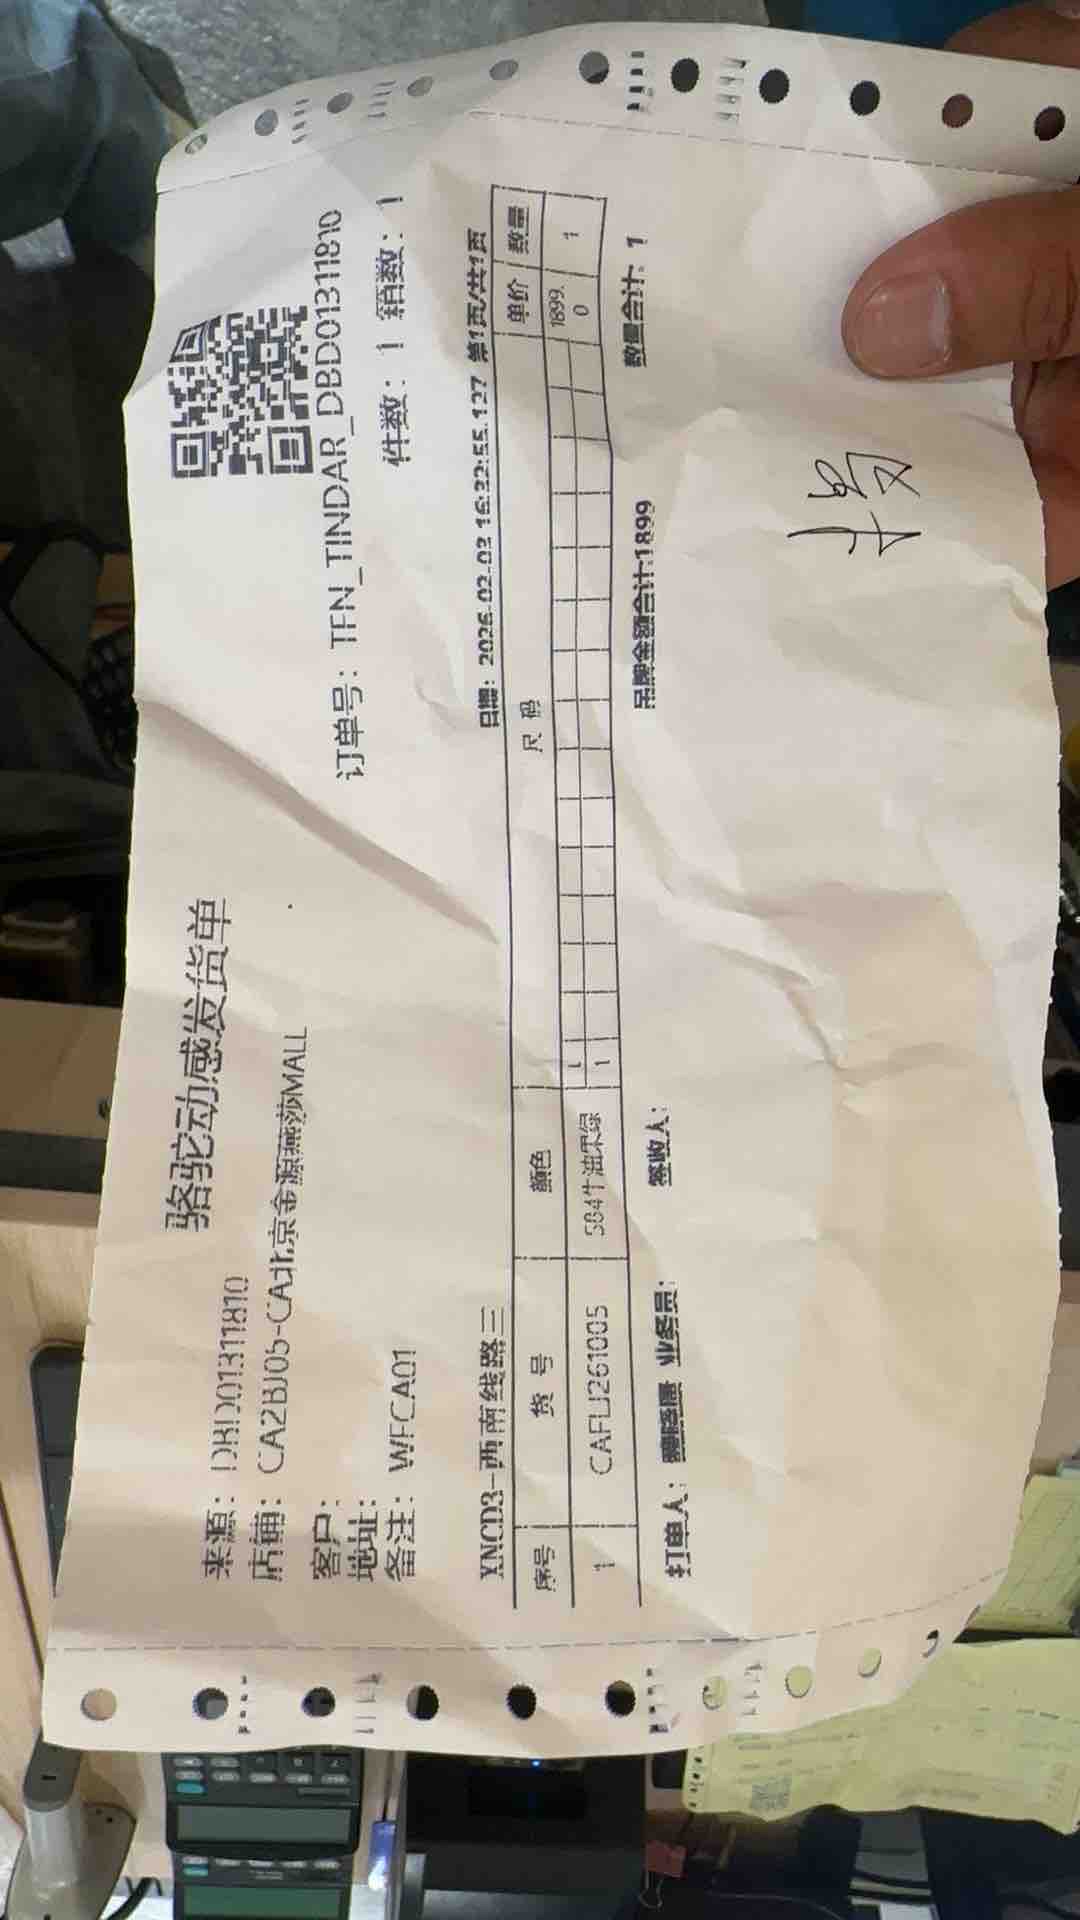 骆驼动感发货单
来源：DBD01311810
店铺：CA2BJ05-CA北京金源燕莎MALL
订单号：TFN_TINDAR_DBD01311810
客户：
地址：
备注：WFCA01
件数：1 箱数：1
XNCD3-西南线路三
日期：2026-02-03 16:32:55.127 第1页/共1页
序号 货号 颜色 尺码 单价 数量
1 CAFLJ261005 S84牛油果绿 1 1 1899.0 1
打单人： 业务员： 签收人： 吊牌金额合计:1899 数量合计：1